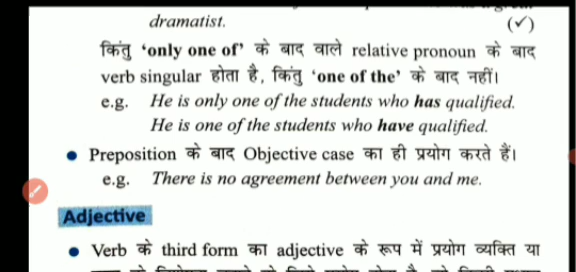 dramatist. (✓)
किंतु ‘only one of’ के बाद वाले relative pronoun के बाद
verb singular होता है, किंतु ‘one of the’ के बाद नहीं।
e.g. He is only one of the students who has qualified.
He is one of the students who have qualified.
• Preposition के बाद Objective case का ही प्रयोग करते हैं।
e.g. There is no agreement between you and me.
Adjective
• Verb के third form का adjective के रूप में प्रयोग व्यक्ति या